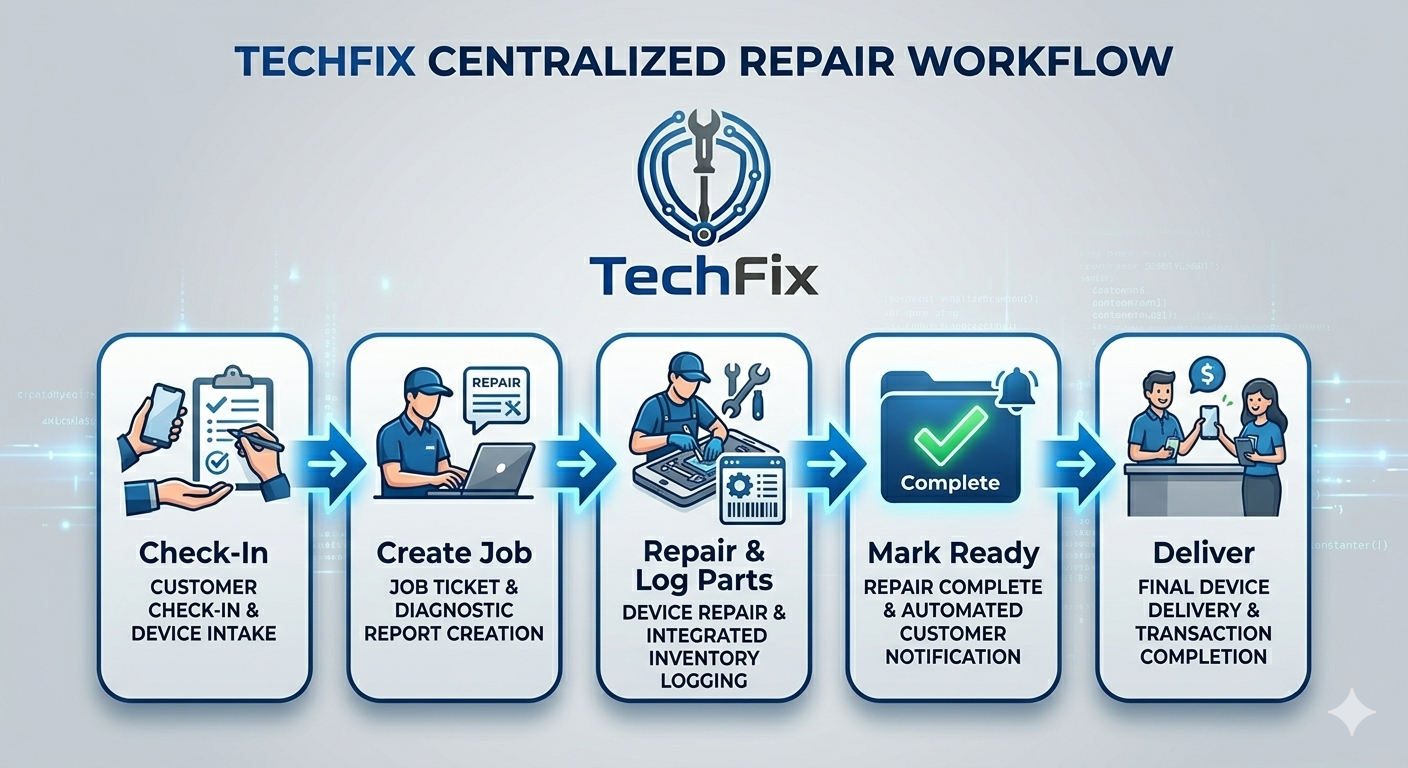 TECHFIX CENTRALIZED REPAIR WORKFLOW
TechFix
REPAIR
Complete
$
Check-In
CUSTOMER
CHECK-IN &
DEVICE INTAKE
Create Job
JOB TICKET &
DIAGNOSTIC
REPORT CREATION
Repair &
Log Parts
DEVICE REPAIR &
INTEGRATED
INVENTORY
LOGGING
Mark Ready
REPAIR COMPLETE
& AUTOMATED
CUSTOMER
NOTIFICATION
Deliver
FINAL DEVICE
DELIVERY &
TRANSACTION
COMPLETION